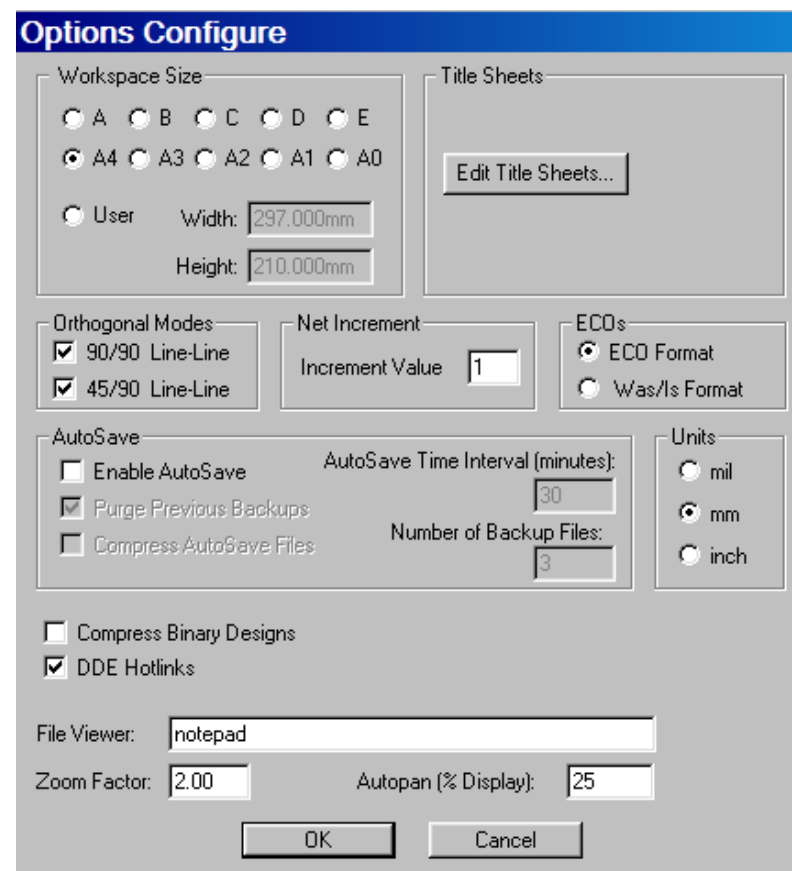 Options Configure
Workspace Size
Title Sheets
A B C D E
A4 A3 A2 A1 A0
Edit Title Sheets...
User Width: 297.000mm
Height: 210.000mm
Orthogonal Modes
Net Increment
ECOs
90/90 Line-Line
Increment Value 1
ECO Format
45/90 Line-Line
Was/Is Format
AutoSave
Units
Enable AutoSave
AutoSave Time Interval (minutes):
30
mil
Purge Previous Backups
mm
Number of Backup Files:
3
Compress AutoSave Files
inch
Compress Binary Designs
DDE Hotlinks
File Viewer: notepad
Zoom Factor: 2.00 Autopan (% Display): 25
OK Cancel